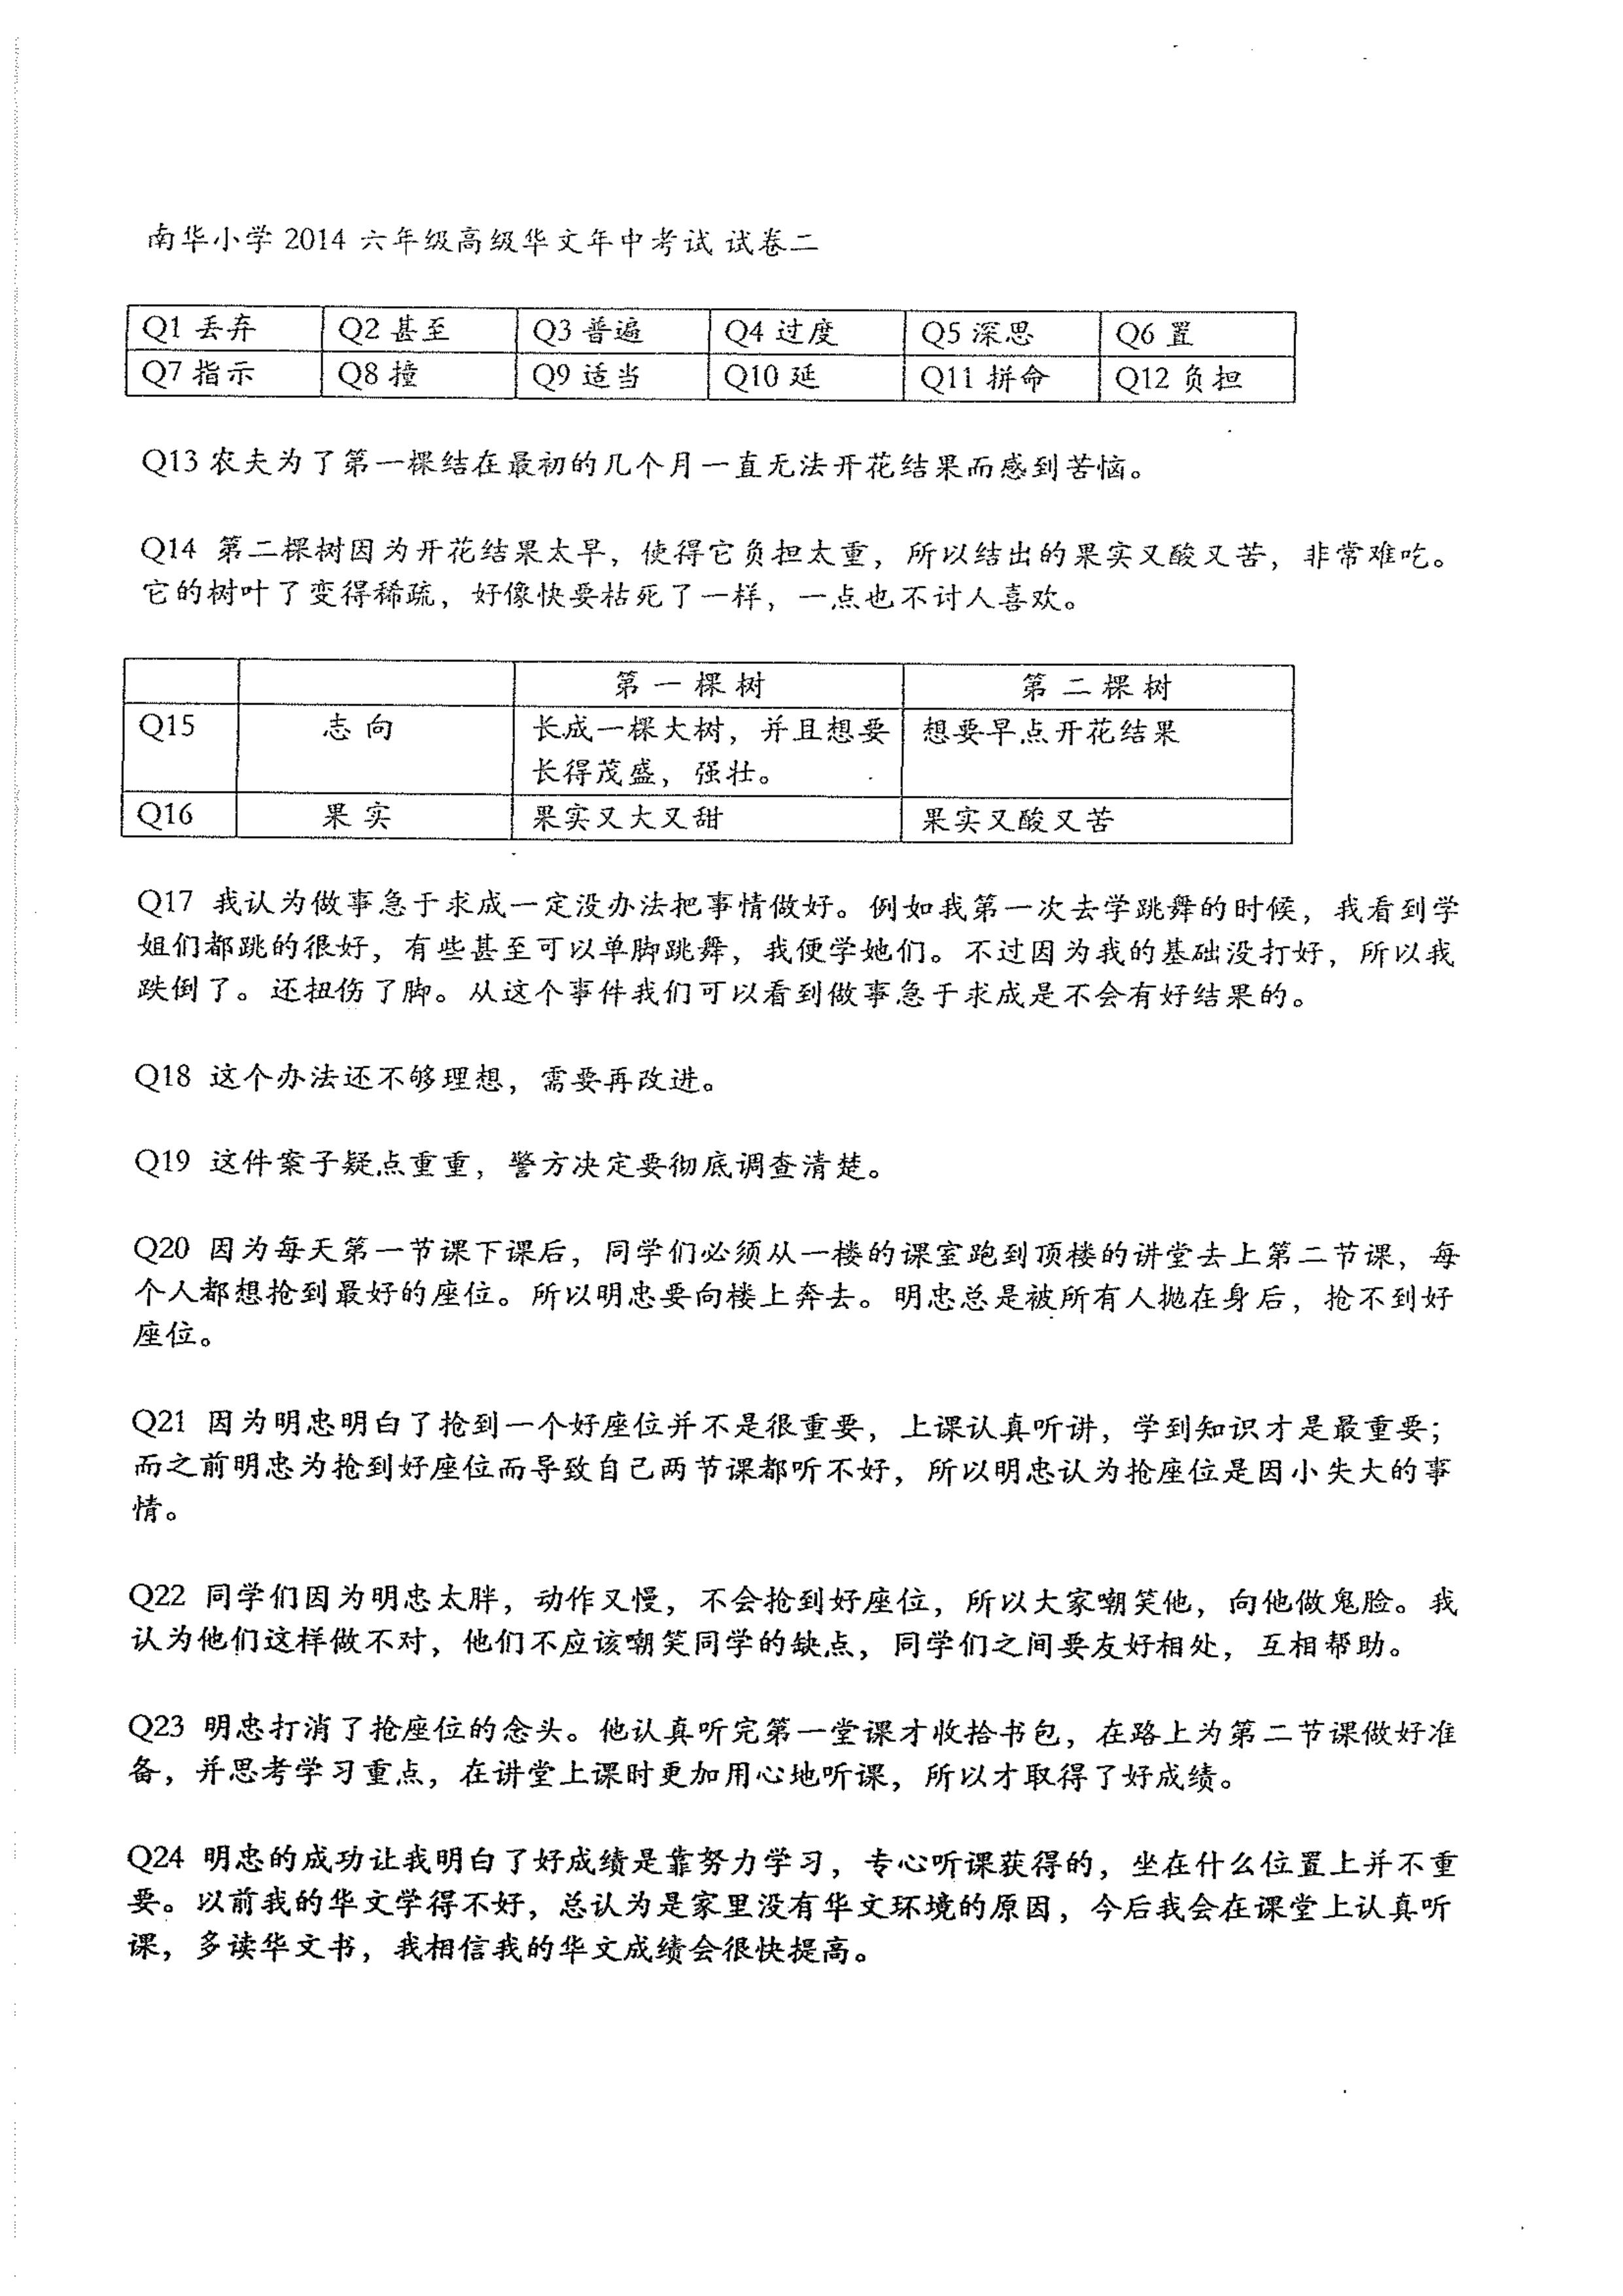 南华小学 2014 六年级高级华文年中考试 试卷二
Q1 丢弃 Q2 甚至 Q3 普遍 Q4 过度 Q5 深思 Q6 置
Q7 指示 Q8 撞 Q9 适当 Q10 延 Q11 拼命 Q12 负担
Q13 农夫为了第一棵结在最初的几个月一直无法开花结果而感到苦恼。
Q14 第二棵树因为开花结果太早，使得它负担太重，所以结出的果实又酸又苦，非常难吃。
它的树叶了变得稀疏，好像快要枯死了一样，一点也不讨人喜欢。
第一棵树 第二棵树
Q15 志向 长成一棵大树，并且想要 想要早点开花结果
长得茂盛，强壮。
Q16 果实 果实又大又甜 果实又酸又苦
Q17 我认为做事急于求成一定没办法把事情做好。例如我第一次去学跳舞的时候，我看到学
姐们都跳的很好，有些甚至可以单脚跳舞，我便学她们。不过因为我的基础没打好，所以我
跌倒了。还扭伤了脚。从这个事件我们可以看到做事急于求成是不会有好结果的。
Q18 这个办法还不够理想，需要再改进。
Q19 这件案子疑点重重，警方决定要彻底调查清楚。
Q20 因为每天第一节课下课后，同学们必须从一楼的课室跑到顶楼的讲堂去上第二节课，每
个人都想抢到最好的座位。所以明忠要向楼上奔去。明忠总是被所有人抛在身后，抢不到好
座位。
Q21 因为明忠明白了抢到一个好座位并不是很重要，上课认真听讲，学到知识才是最重要；
而之前明忠为抢到好座位而导致自己两节课都听不好，所以明忠认为抢座位是因小失大的事
情。
Q22 同学们因为明忠太胖，动作又慢，不会抢到好座位，所以大家嘲笑他，向他做鬼脸。我
认为他们这样做不对，他们不应该嘲笑同学的缺点，同学们之间要友好相处，互相帮助。
Q23 明忠打消了抢座位的念头。他认真听完第一堂课才收拾书包，在路上为第二节课做好准
备，并思考学习重点，在讲堂上课时更加用心地听课，所以才取得了好成绩。
Q24 明忠的成功让我明白了好成绩是靠努力学习，专心听课获得的，坐在什么位置上并不重
要。以前我的华文学得不好，总认为是家里没有华文环境的原因，今后我会在课堂上认真听
课，多读华文书，我相信我的华文成绩会很快提高。